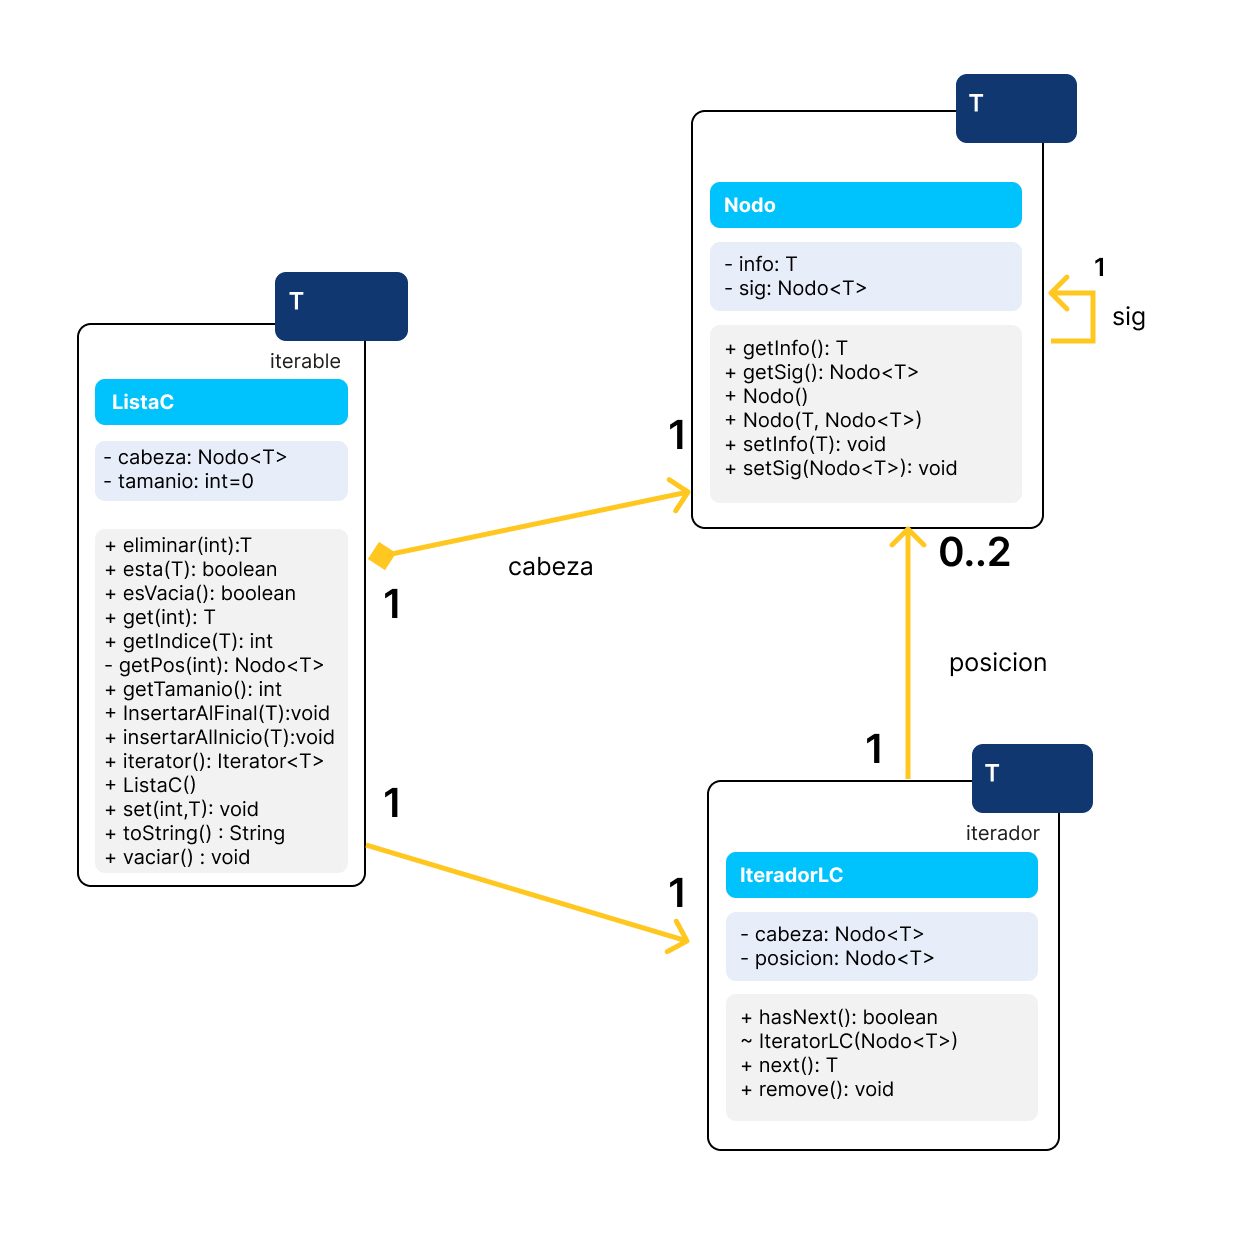 T
iterable
ListaC
- cabeza: Nodo<T>
- tamanio: int=0
+ eliminar(int):T
+ esta(T): boolean
+ esVacia(): boolean
+ get(int): T
+ getIndice(T): int
- getPos(int): Nodo<T>
+ getTamanio(): int
+ InsertarAlFinal(T):void
+ insertarAlInicio(T):void
+ iterator(): Iterator<T>
+ ListaC()
+ set(int,T): void
+ toString() : String
+ vaciar() : void
1
cabeza
1
T
Nodo
- info: T
- sig: Nodo<T>
+ getInfo(): T
+ getSig(): Nodo<T>
+ Nodo()
+ Nodo(T, Nodo<T>)
+ setInfo(T): void
+ setSig(Nodo<T>): void
1
sig
0..2
posicion
1
1
1
T
iterador
IteradorLC
- cabeza: Nodo<T>
- posicion: Nodo<T>
+ hasNext(): boolean
~ IteratorLC(Nodo<T>)
+ next(): T
+ remove(): void